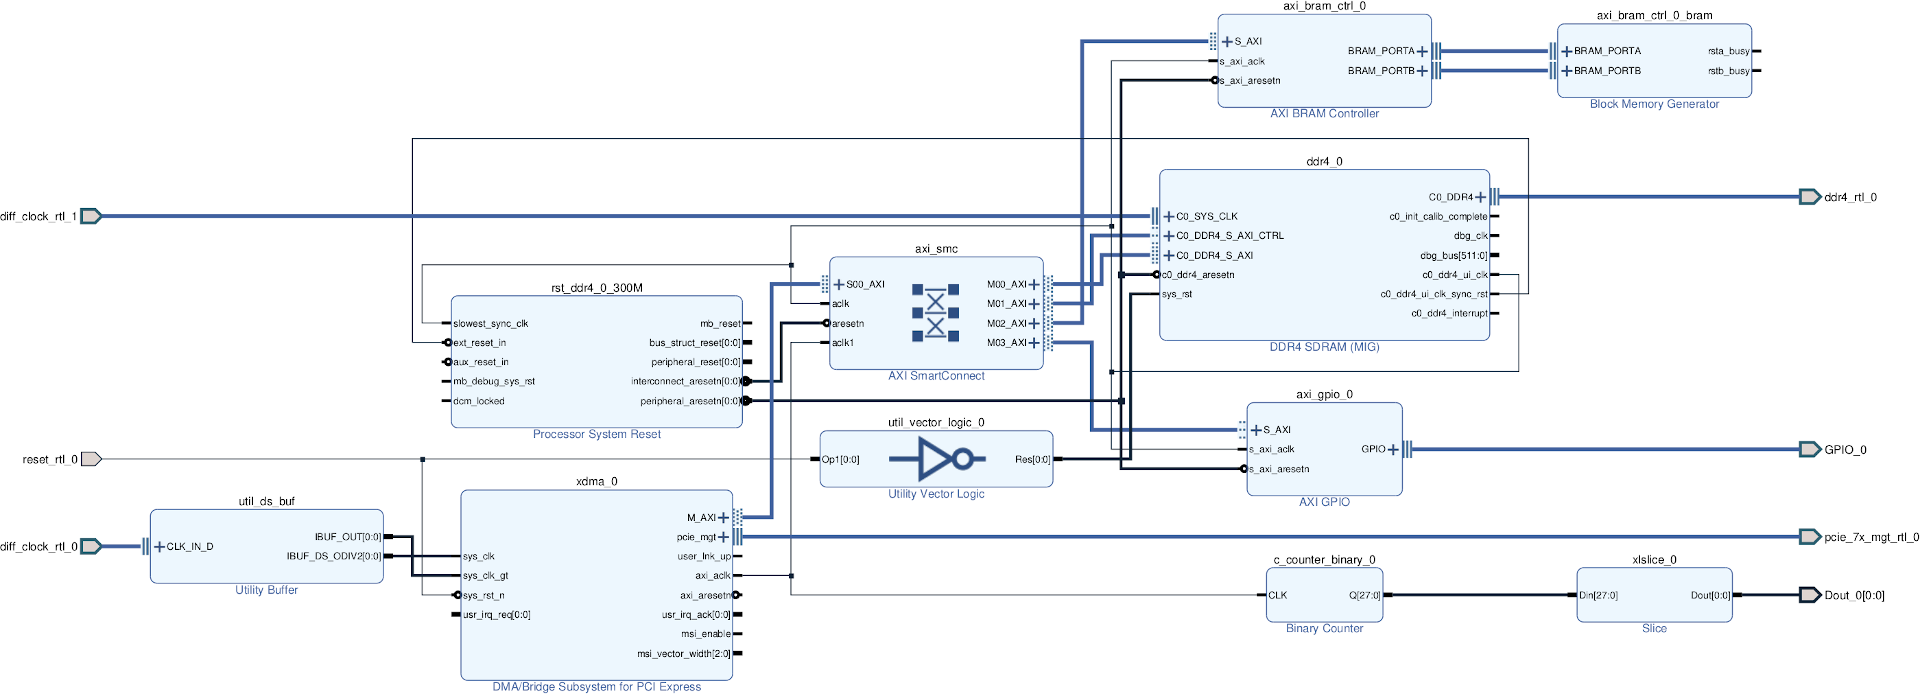 axi_bram_ctrl_0
S_AXI
s_axi_aclk
s_axi_aresetn
BRAM_PORTA
BRAM_PORTB
AXI BRAM Controller
axi_bram_ctrl_0_bram
BRAM_PORTA
BRAM_PORTB
rsta_busy
rstb_busy
Block Memory Generator
ddr4_0
C0_SYS_CLK
C0_DDR4_S_AXI_CTRL
C0_DDR4_S_AXI
c0_ddr4_aresetn
sys_rst
C0_DDR4
c0_init_calib_complete
dbg_clk
dbg_bus[511:0]
c0_ddr4_ui_clk
c0_ddr4_ui_clk_sync_rst
c0_ddr4_interrupt
DDR4 SDRAM (MIG)
ddr4_rtl_0
diff_clock_rtl_1
axi_smc
S00_AXI
aclk
aresetn
aclk1
M00_AXI
M01_AXI
M02_AXI
M03_AXI
AXI SmartConnect
rst_ddr4_0_300M
slowest_sync_clk
ext_reset_in
aux_reset_in
mb_debug_sys_rst
dcm_locked
mb_reset
bus_struct_reset[0:0]
peripheral_reset[0:0]
interconnect_aresetn[0:0]
peripheral_aresetn[0:0]
Processor System Reset
axi_gpio_0
S_AXI
s_axi_aclk
s_axi_aresetn
GPIO
AXI GPIO
GPIO_0
reset_rtl_0
util_vector_logic_0
Op1[0:0]
Res[0:0]
Utility Vector Logic
util_ds_buf
CLK_IN_D
IBUF_OUT[0:0]
IBUF_DS_ODIV2[0:0]
Utility Buffer
diff_clock_rtl_0
xdma_0
sys_clk
sys_clk_gt
sys_rst_n
usr_irq_req[0:0]
M_AXI
pcie_mgt
user_lnk_up
axi_aclk
axi_aresetn
usr_irq_ack[0:0]
msi_enable
msi_vector_width[2:0]
DMA/Bridge Subsystem for PCI Express
pcie_7x_mgt_rtl_0
c_counter_binary_0
CLK
Q[27:0]
Binary Counter
xlslice_0
Din[27:0]
Dout[0:0]
Slice
Dout_0[0:0]